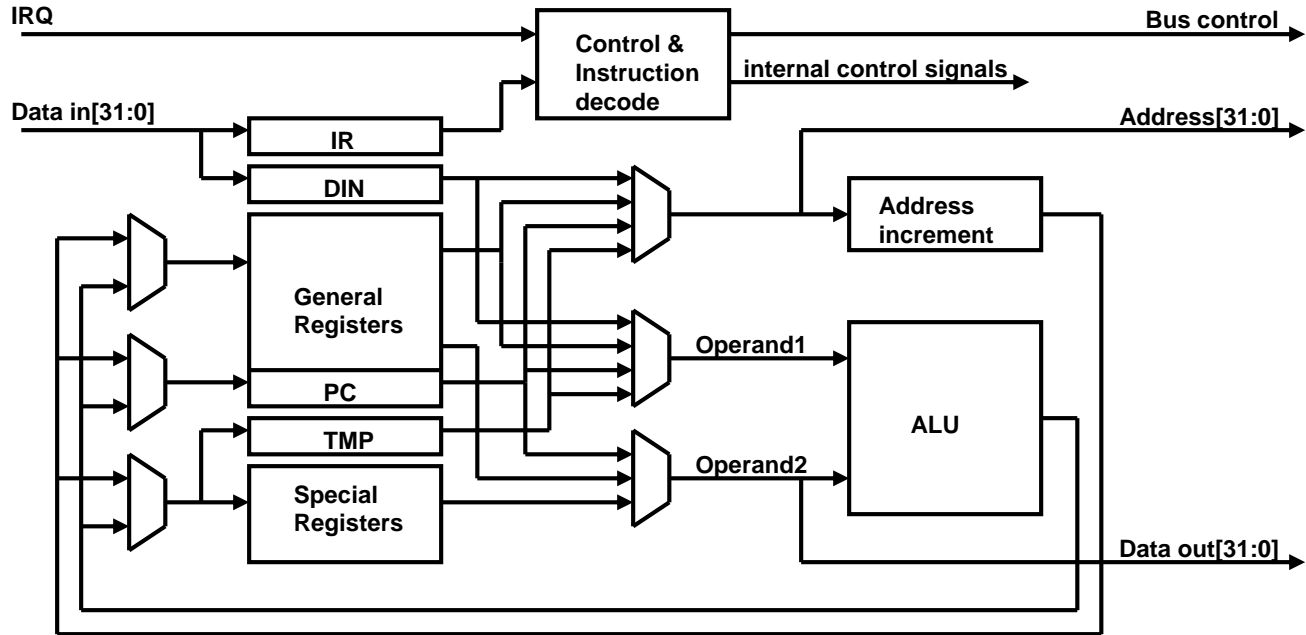 IRQ
Bus control
Control &
Instruction
decode
internal control signals
Data in[31:0]
Address[31:0]
IR
DIN
Address
increment
General
Registers
Operand1
PC
ALU
TMP
Operand2
Special
Registers
Data out[31:0]